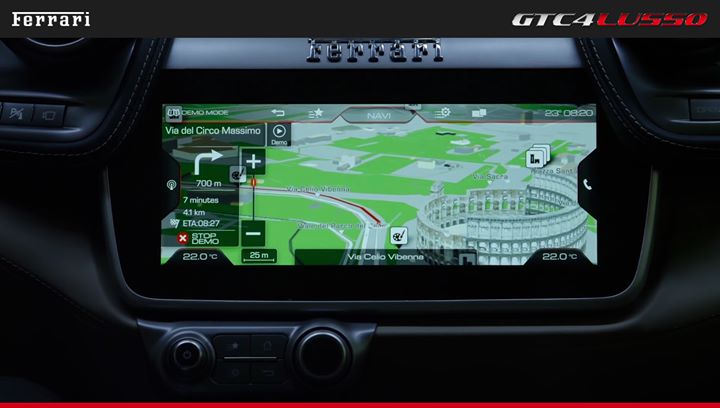 Ferrari
GTC4LUSSO
Ferrari
DEMO MODE
NAVI
23° 08:20
Via del Circo Massimo
Demo
700 m
7 minutes
4.1 km
ETA:08:27
STOP
DEMO
22.0 °C
25 m
Via Celio Vibenna
Via Sacra
Via Celio Vibenna
22.0 °C